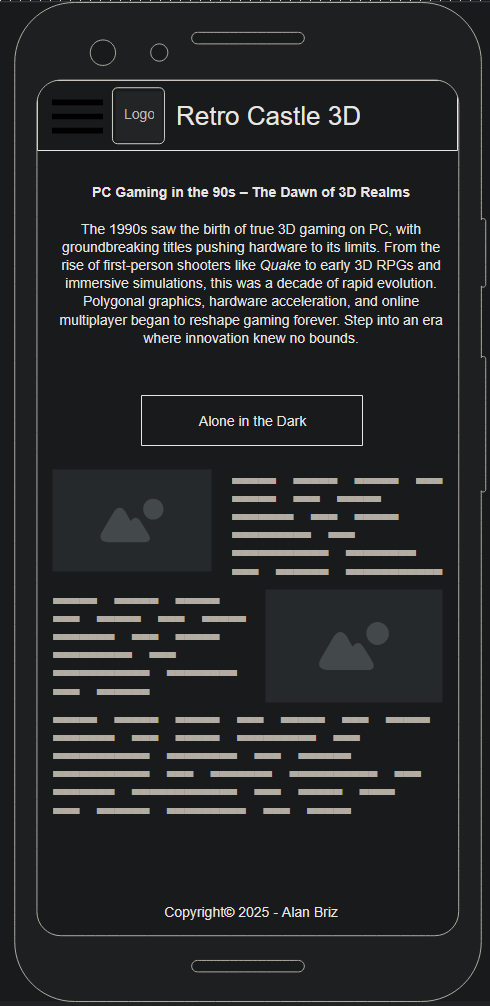 Logo
Retro Castle 3D
PC Gaming in the 90s – The Dawn of 3D Realms
The 1990s saw the birth of true 3D gaming on PC, with
groundbreaking titles pushing hardware to its limits. From the
rise of first-person shooters like Quake to early 3D RPGs and
immersive simulations, this was a decade of rapid evolution.
Polygonal graphics, hardware acceleration, and online
multiplayer began to reshape gaming forever. Step into an era
where innovation knew no bounds.
Alone in the Dark
Copyright© 2025 - Alan Briz